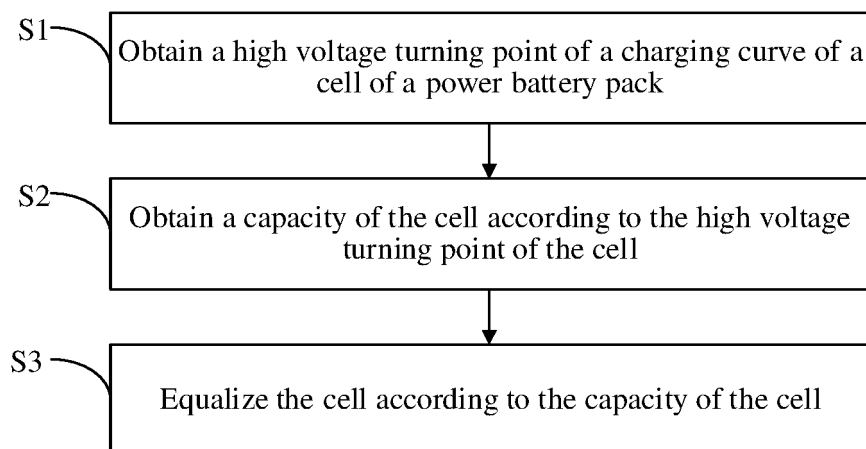 S1
Obtain a high voltage turning point of a charging curve of a
cell of a power battery pack
S2
Obtain a capacity of the cell according to the high voltage
turning point of the cell
S3
Equalize the cell according to the capacity of the cell